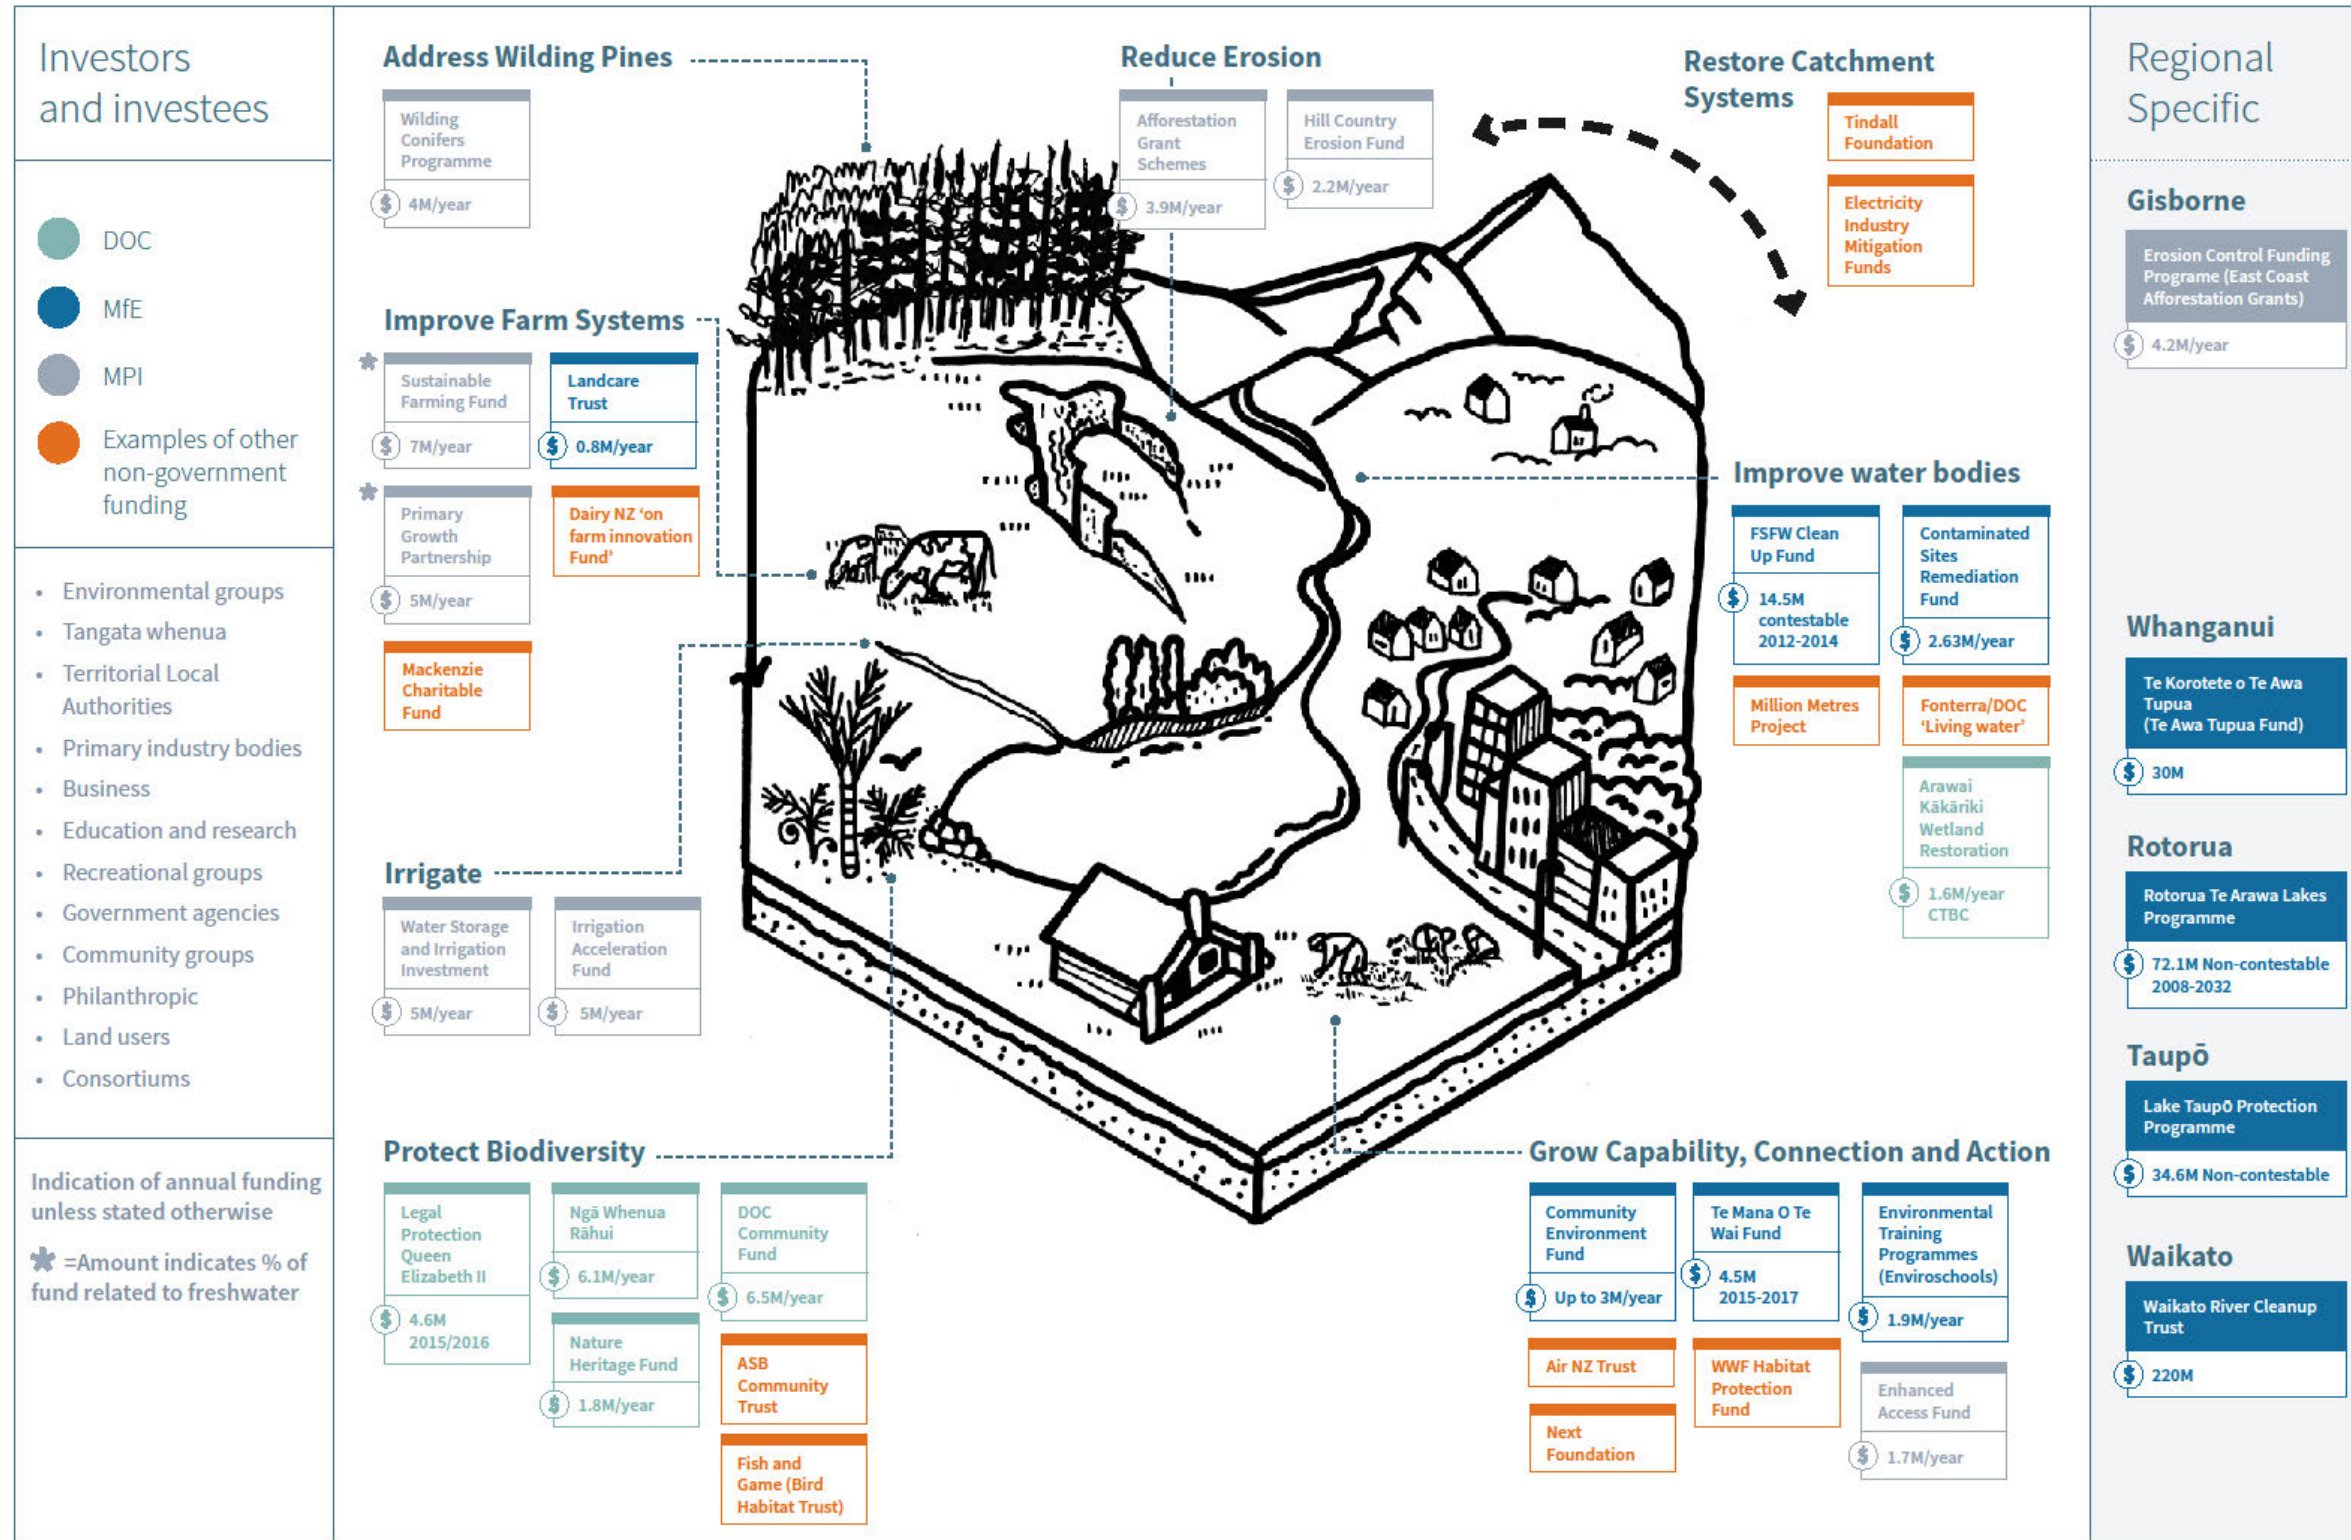 Investors
and investees
DOC
MfE
MPI
Examples of other
non-government
funding
• Environmental groups
• Tangata whenua
• Territorial Local
Authorities
• Primary industry bodies
• Business
• Education and research
• Recreational groups
• Government agencies
• Community groups
• Philanthropic
• Land users
• Consortiums
Indication of annual funding
unless stated otherwise
* =Amount indicates % of
fund related to freshwater
Address Wilding Pines
Wilding
Conifers
Programme
$ 4M/year
Reduce Erosion
Afforestation
Grant
Schemes
$ 3.9M/year
Hill Country
Erosion Fund
$ 2.2M/year
Restore Catchment
Systems
Tindall
Foundation
Electricity
Industry
Mitigation
Funds
Improve Farm Systems
*
Sustainable
Farming Fund
$ 7M/year
Landcare
Trust
$ 0.8M/year
*
Primary
Growth
Partnership
$ 5M/year
Dairy NZ ‘on
farm innovation
Fund’
Mackenzie
Charitable
Fund
Improve water bodies
FSFW Clean
Up Fund
$ 14.5M
contestable
2012-2014
Contaminated
Sites
Remediation
Fund
$ 2.63M/year
Million Metres
Project
Fonterra/DOC
‘Living water’
Arawai
Kākāriki
Wetland
Restoration
$ 1.6M/year
CTBC
Irrigate
Water Storage
and Irrigation
Investment
$ 5M/year
Irrigation
Acceleration
Fund
$ 5M/year
Protect Biodiversity
Legal
Protection
Queen
Elizabeth II
$ 4.6M
2015/2016
Ngā Whenua
Rāhui
$ 6.1M/year
DOC
Community
Fund
$ 6.5M/year
Nature
Heritage Fund
$ 1.8M/year
ASB
Community
Trust
Fish and
Game (Bird
Habitat Trust)
Grow Capability, Connection and Action
Community
Environment
Fund
$ Up to 3M/year
Te Mana O Te
Wai Fund
$ 4.5M
2015-2017
Environmental
Training
Programmes
(Enviroschools)
$ 1.9M/year
Air NZ Trust
WWF Habitat
Protection
Fund
Enhanced
Access Fund
$ 1.7M/year
Next
Foundation
Regional
Specific
Gisborne
Erosion Control Funding
Programe (East Coast
Afforestation Grants)
$ 4.2M/year
Whanganui
Te Korotete o Te Awa
Tupua
(Te Awa Tupua Fund)
$ 30M
Rotorua
Rotorua Te Arawa Lakes
Programme
$ 72.1M Non-contestable
2008-2032
Taupō
Lake Taupō Protection
Programme
$ 34.6M Non-contestable
Waikato
Waikato River Cleanup
Trust
$ 220M